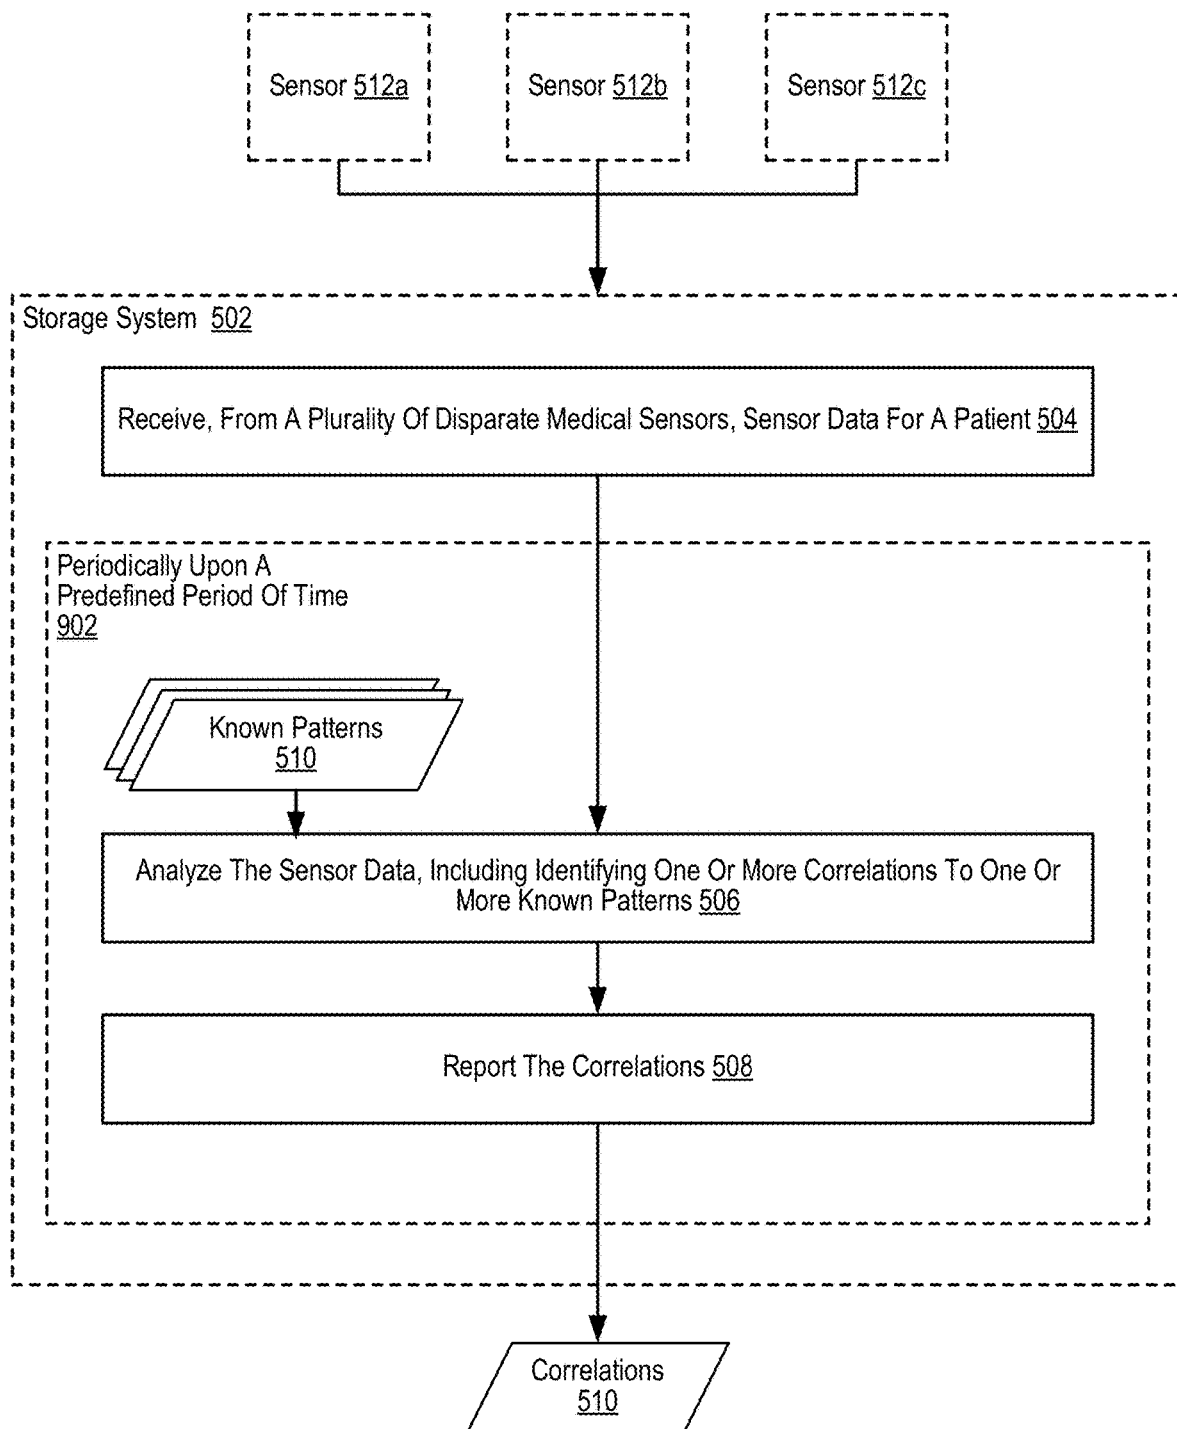 Sensor 512a
Sensor 512b
Sensor 512c
Storage System 502
Receive, From A Plurality Of Disparate Medical Sensors, Sensor Data For A Patient 504
Periodically Upon A
Predefined Period Of Time
902
Known Patterns
510
Analyze The Sensor Data, Including Identifying One Or More Correlations To One Or
More Known Patterns 506
Report The Correlations 508
Correlations
510